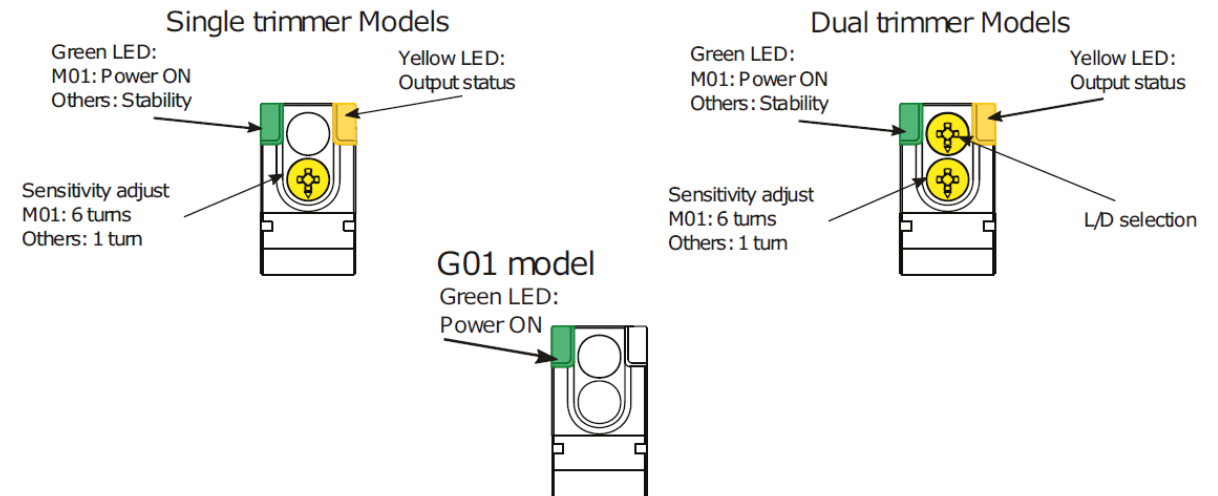 Single trimmer Models
Green LED:
M01: Power ON
Others: Stability
Yellow LED:
Output status
Sensitivity adjust
M01: 6 turns
Others: 1 turn
Dual trimmer Models
Green LED:
M01: Power ON
Others: Stability
Yellow LED:
Output status
Sensitivity adjust
M01: 6 turns
Others: 1 turn
L/D selection
G01 model
Green LED:
Power ON